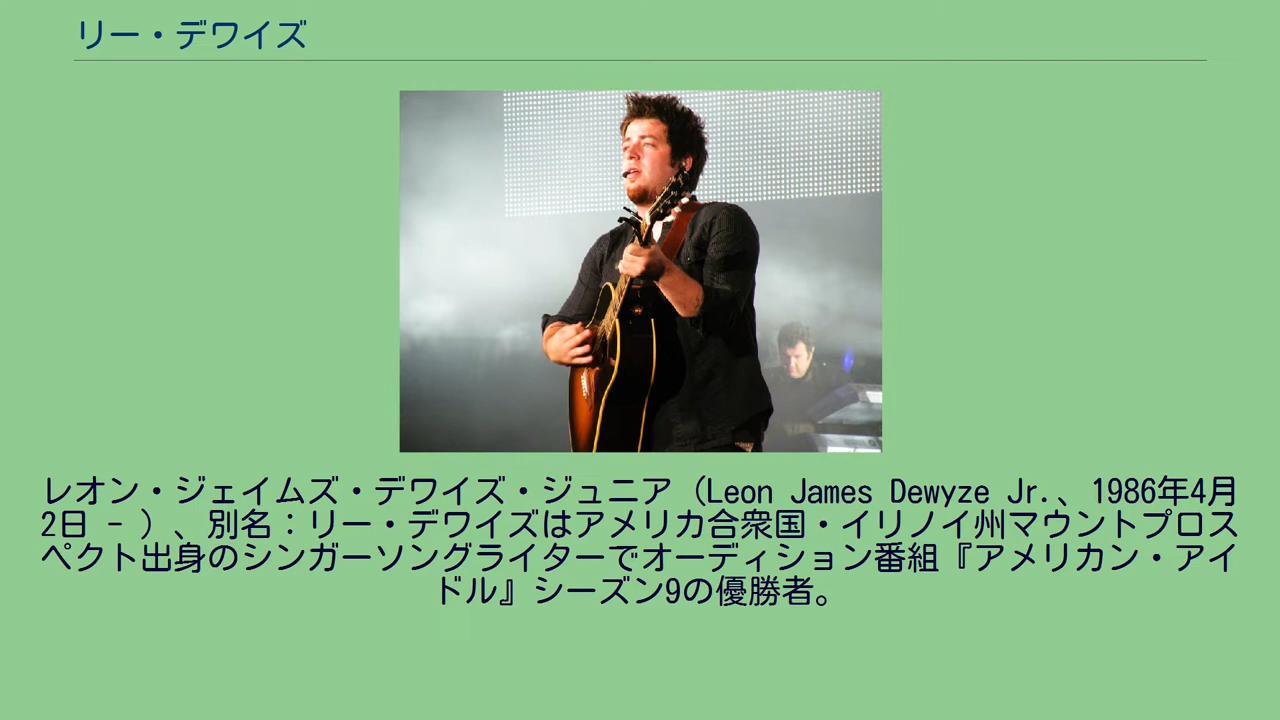 リー・デワイズ
レオン・ジェイムズ・デワイズ・ジュニア（Leon James Dewyze Jr.、1986年4月
2日 - ）、別名：リー・デワイズはアメリカ合衆国・イリノイ州マウントプロス
ペクト出身のシンガーソングライターでオーディション番組『アメリカン・アイ
ドル』シーズン9の優勝者。